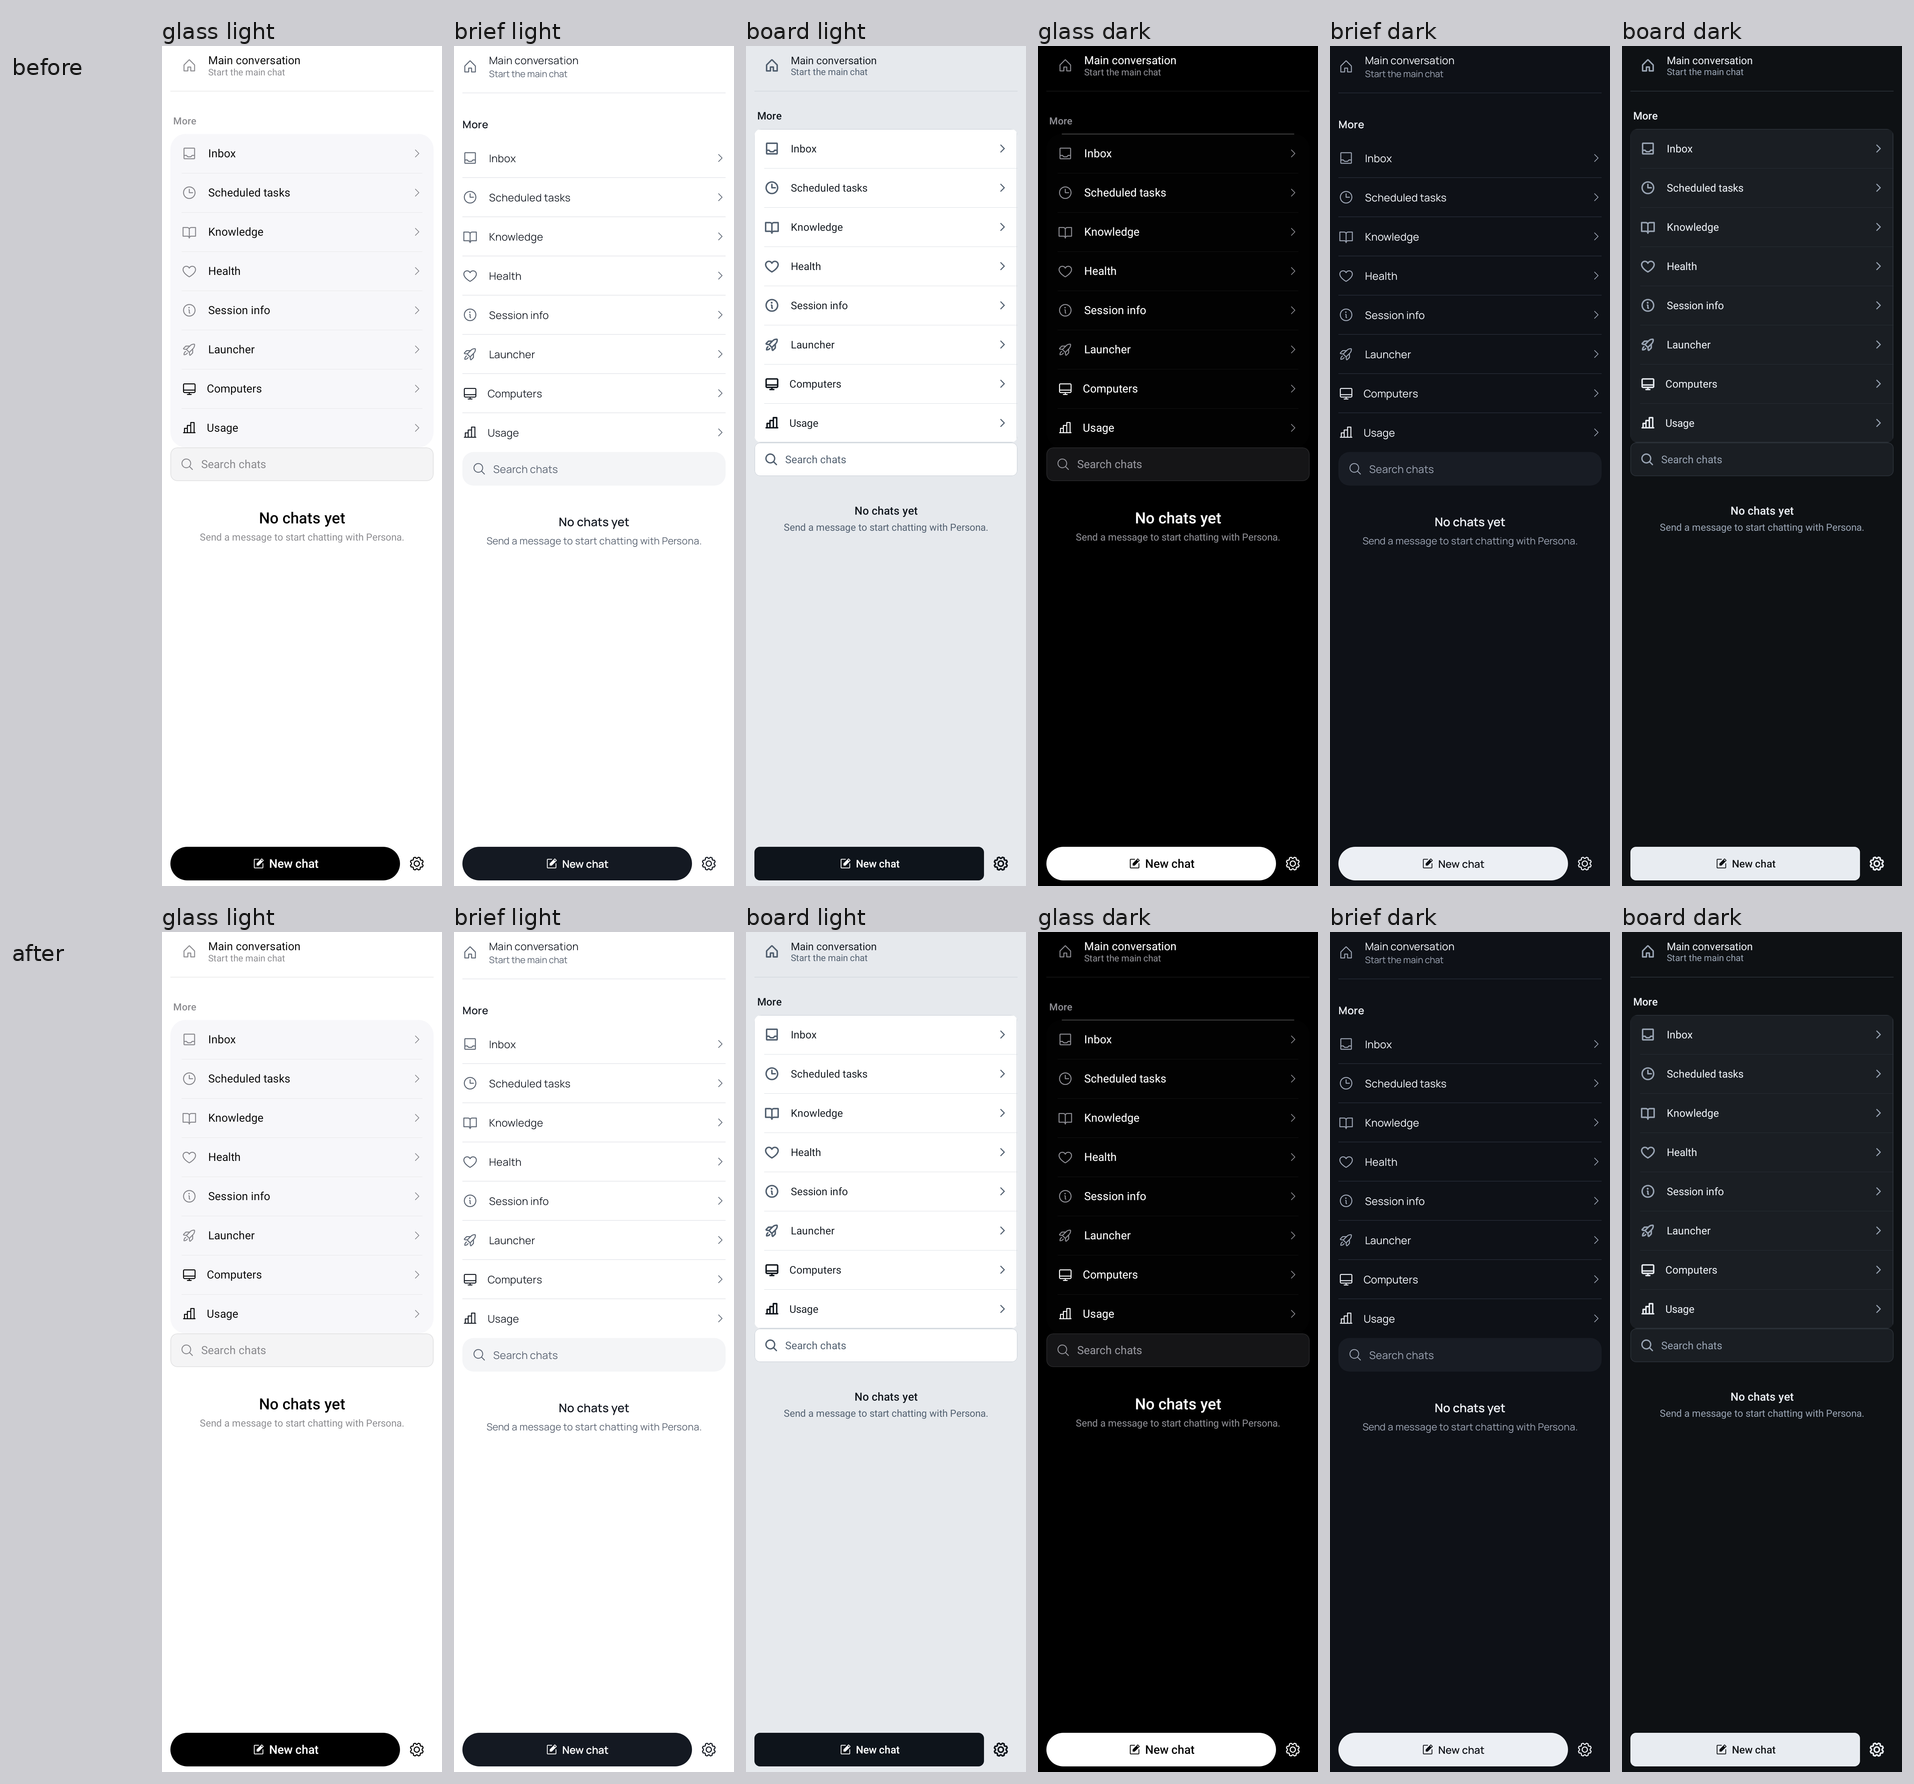 glass light
brief light
board light
glass dark
brief dark
board dark
before
Main conversation
Start the main chat
More
Inbox
Scheduled tasks
Knowledge
Health
Session info
Launcher
Computers
Usage
Search chats
No chats yet
Send a message to start chatting with Persona.
New chat
Main conversation
Start the main chat
More
Inbox
Scheduled tasks
Knowledge
Health
Session info
Launcher
Computers
Usage
Search chats
No chats yet
Send a message to start chatting with Persona.
New chat
Main conversation
Start the main chat
More
Inbox
Scheduled tasks
Knowledge
Health
Session info
Launcher
Computers
Usage
Search chats
No chats yet
Send a message to start chatting with Persona.
New chat
Main conversation
Start the main chat
More
Inbox
Scheduled tasks
Knowledge
Health
Session info
Launcher
Computers
Usage
Search chats
No chats yet
Send a message to start chatting with Persona.
New chat
Main conversation
Start the main chat
More
Inbox
Scheduled tasks
Knowledge
Health
Session info
Launcher
Computers
Usage
Search chats
No chats yet
Send a message to start chatting with Persona.
New chat
Main conversation
Start the main chat
More
Inbox
Scheduled tasks
Knowledge
Health
Session info
Launcher
Computers
Usage
Search chats
No chats yet
Send a message to start chatting with Persona.
New chat
glass light
brief light
board light
glass dark
brief dark
board dark
after
Main conversation
Start the main chat
More
Inbox
Scheduled tasks
Knowledge
Health
Session info
Launcher
Computers
Usage
Search chats
No chats yet
Send a message to start chatting with Persona.
New chat
Main conversation
Start the main chat
More
Inbox
Scheduled tasks
Knowledge
Health
Session info
Launcher
Computers
Usage
Search chats
No chats yet
Send a message to start chatting with Persona.
New chat
Main conversation
Start the main chat
More
Inbox
Scheduled tasks
Knowledge
Health
Session info
Launcher
Computers
Usage
Search chats
No chats yet
Send a message to start chatting with Persona.
New chat
Main conversation
Start the main chat
More
Inbox
Scheduled tasks
Knowledge
Health
Session info
Launcher
Computers
Usage
Search chats
No chats yet
Send a message to start chatting with Persona.
New chat
Main conversation
Start the main chat
More
Inbox
Scheduled tasks
Knowledge
Health
Session info
Launcher
Computers
Usage
Search chats
No chats yet
Send a message to start chatting with Persona.
New chat
Main conversation
Start the main chat
More
Inbox
Scheduled tasks
Knowledge
Health
Session info
Launcher
Computers
Usage
Search chats
No chats yet
Send a message to start chatting with Persona.
New chat